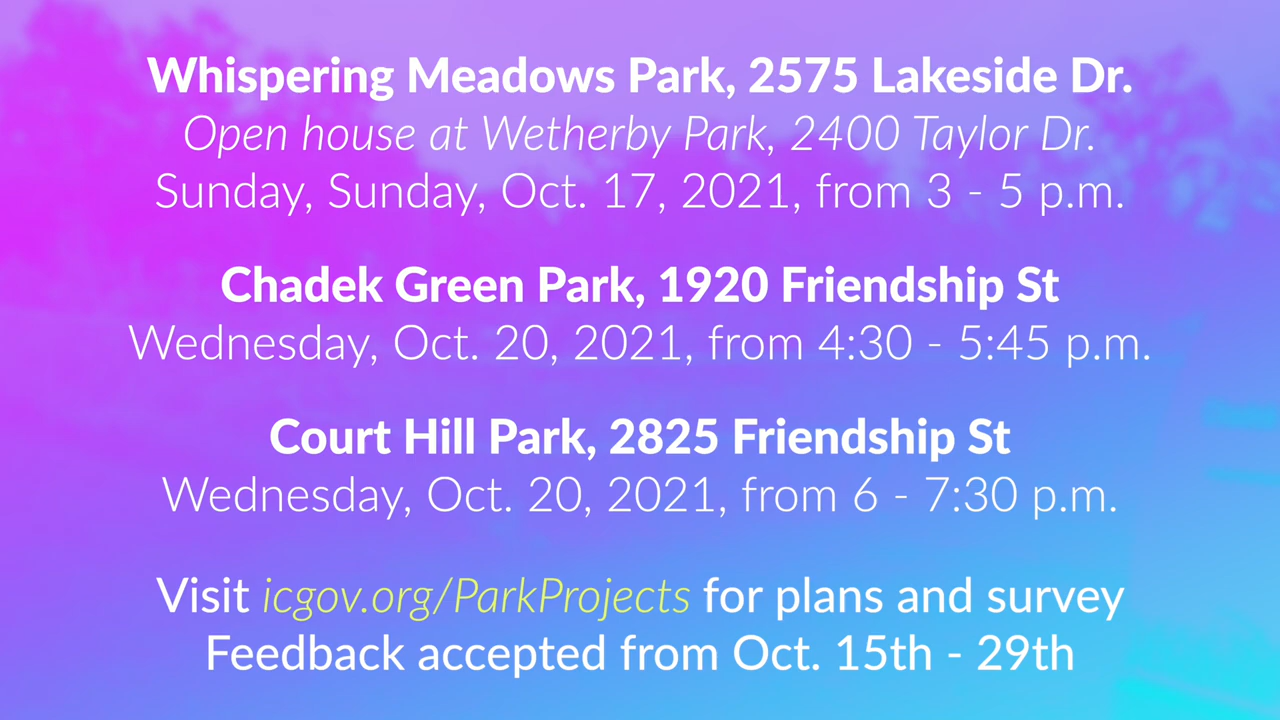 Whispering Meadows Park, 2575 Lakeside Dr.
Open house at Wetherby Park, 2400 Taylor Dr.
Sunday, Sunday, Oct. 17, 2021, from 3 - 5 p.m.
Chadek Green Park, 1920 Friendship St
Wednesday, Oct. 20, 2021, from 4:30 - 5:45 p.m.
Court Hill Park, 2825 Friendship St
Wednesday, Oct. 20, 2021, from 6 - 7:30 p.m.
Visit icgov.org/ParkProjects for plans and survey
Feedback accepted from Oct. 15th - 29th